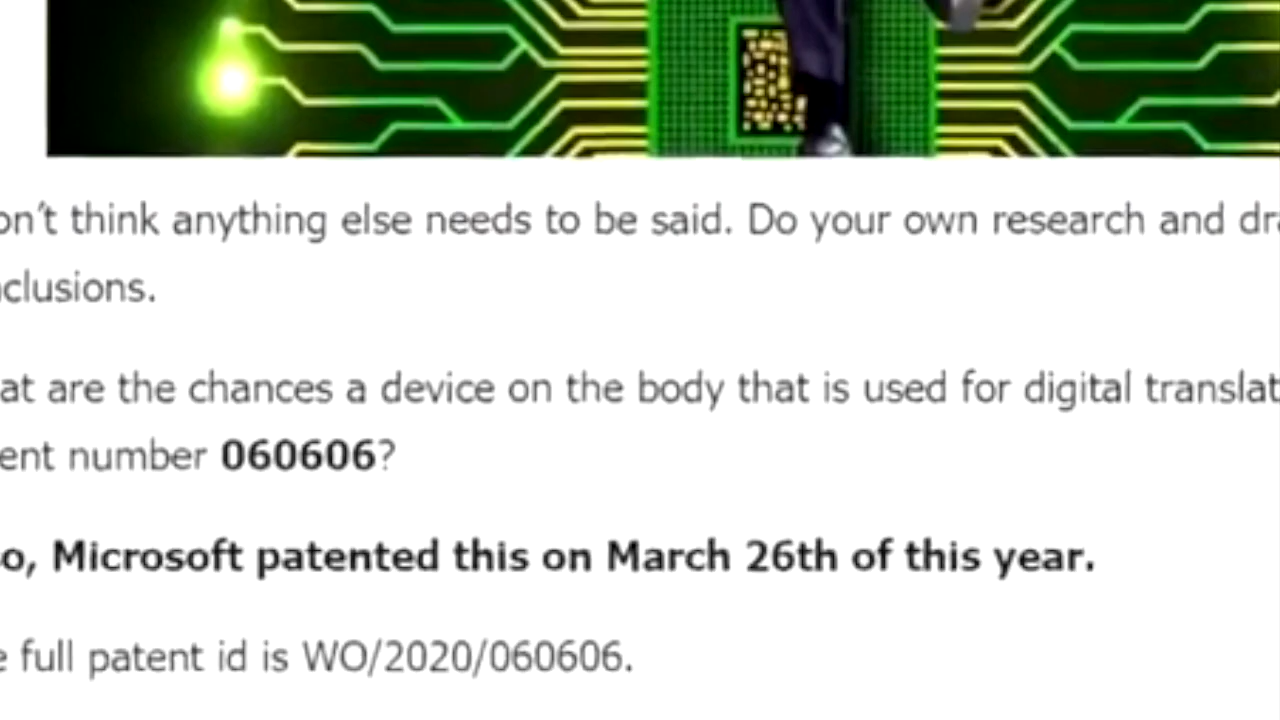 on't think anything else needs to be said. Do your own research and dra
clusions.
at are the chances a device on the body that is used for digital translat
ent number 060606?
o, Microsoft patented this on March 26th of this year.
e full patent id is WO/2020/060606.